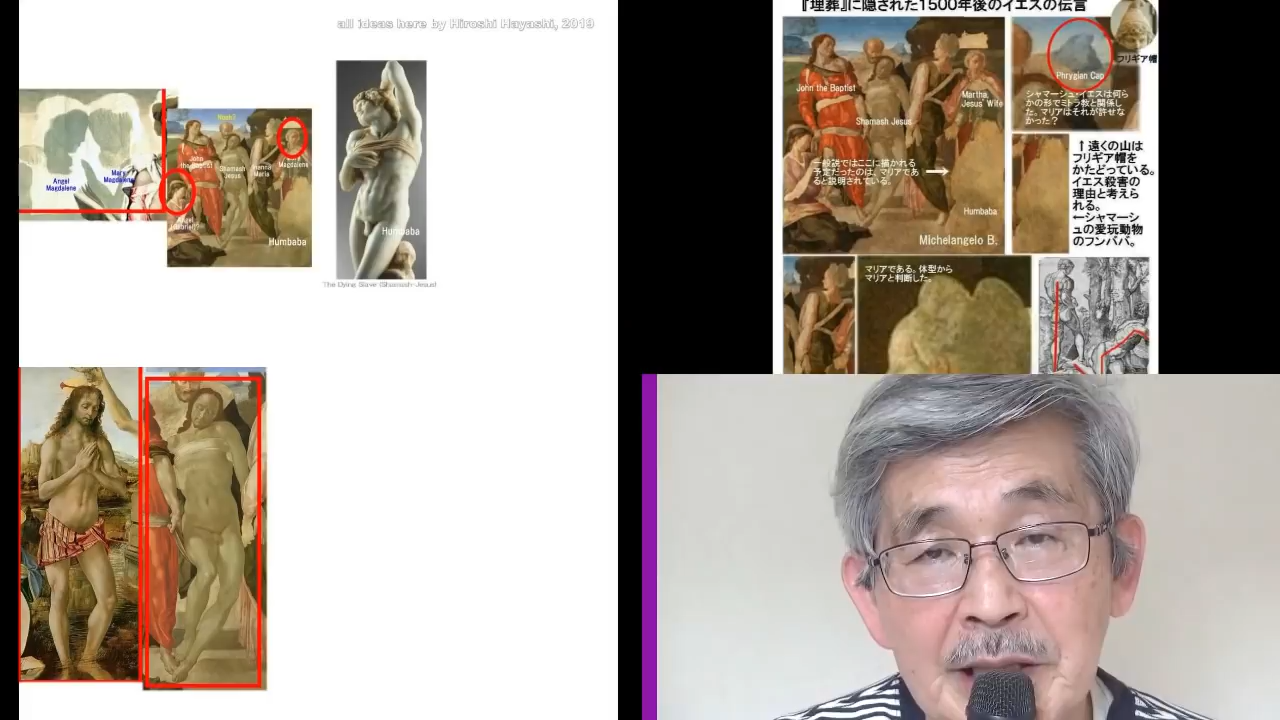 all ideas here by Hiroshi Hayashi, 2019
Angel
Magdalene
Mary
Magdalene
Noah?
John
the Baptist
Shamash
Jesus
Hanna
Maria
Mary
Magdalene
Angel
Gabriel?
Humbaba
Humbaba
The Dying Slave (Shamash-Jesus)
『埋葬』に隠された1500年後のイエスの伝言
John the Baptist
Shamash Jesus
Martha,
Jesus' Wife
一般説ではここに描かれる
予定だったのは、マリアであ
ると説明されている。
Humbaba
Michelangelo B.
フリギア帽
Phrygian Cap
シャマーシュ・イエスは何ら
かの形でミトラ教と関係し
た。マリアはそれが許せな
かった？
↑遠くの山は
フリギア帽を
かたどっている。
イエス殺害の
理由と考えら
れる。
←シャマーシ
ュの愛玩動物
のフンババ。
マリアである。体型から
マリアと判断した。